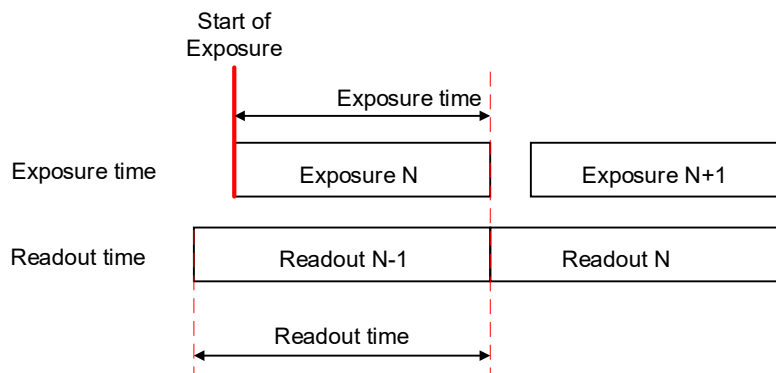 Start of
Exposure
Exposure time
Exposure time
Exposure N
Exposure N+1
Readout time
Readout N-1
Readout N
Readout time